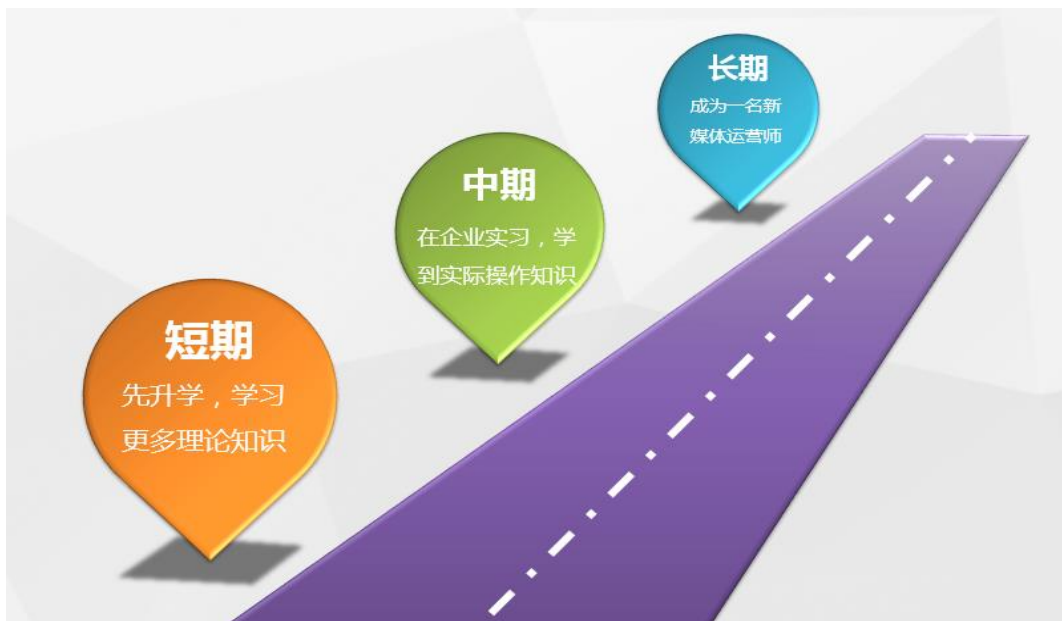 长期
成为一名新
媒体运营师
中期
在企业实习，学
到实际操作知识
短期
先升学，学习
更多理论知识